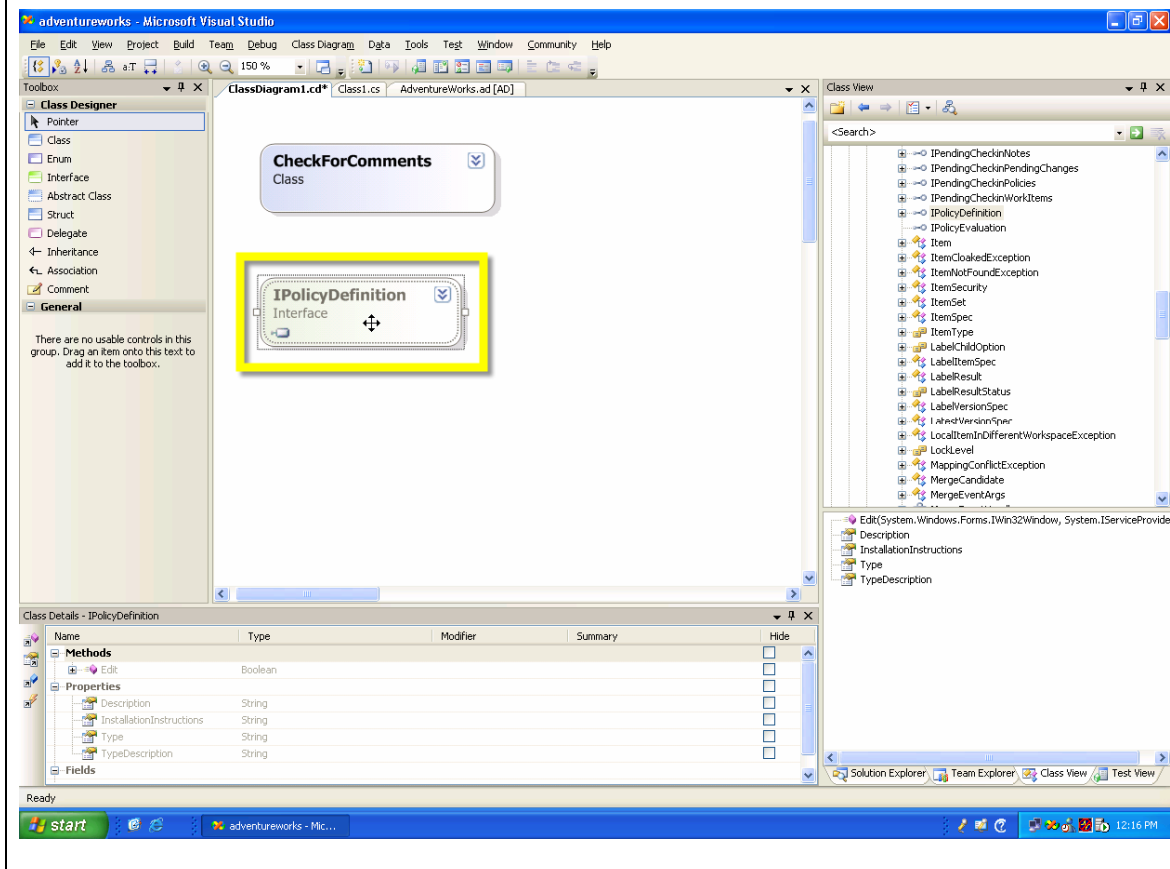 adventureworks - Microsoft Visual Studio
File Edit View Project Build Team Debug Class Diagram Data Tools Test Window Community Help
150 %
Toolbox
Class Designer
Pointer
Class
Enum
Interface
Abstract Class
Struct
Delegate
Inheritance
Association
Comment
General
There are no usable controls in this
group. Drag an item onto this text to
add it to the toolbox.
ClassDiagram1.cd* Class1.cs AdventureWorks.ad [AD]
CheckForComments
Class
IPolicyDefinition
Interface
Class View
<Search>
IPendingCheckinNotes
IPendingCheckinPendingChanges
IPendingCheckinPolicies
IPendingCheckinWorkItems
IPolicyDefinition
IPolicyEvaluation
Item
ItemCloakedException
ItemNotFoundException
ItemSecurity
ItemSet
ItemSpec
ItemType
LabelChildOption
LabelItemSpec
LabelResult
LabelResultStatus
LabelVersionSpec
LatestVersionSpec
LocalItemInDifferentWorkspaceException
LockLevel
MappingConflictException
MergeCandidate
MergeEventArgs
Edit(System.Windows.Forms.IWin32Window, System.IServiceProvide
Description
InstallationInstructions
Type
TypeDescription
Class Details - IPolicyDefinition
Name Type Modifier Summary Hide
Methods
Edit Boolean
Properties
Description String
InstallationInstructions String
Type String
TypeDescription String
Fields
Solution Explorer Team Explorer Class View Test View
Ready
start adventureworks - Mic... 12:16 PM